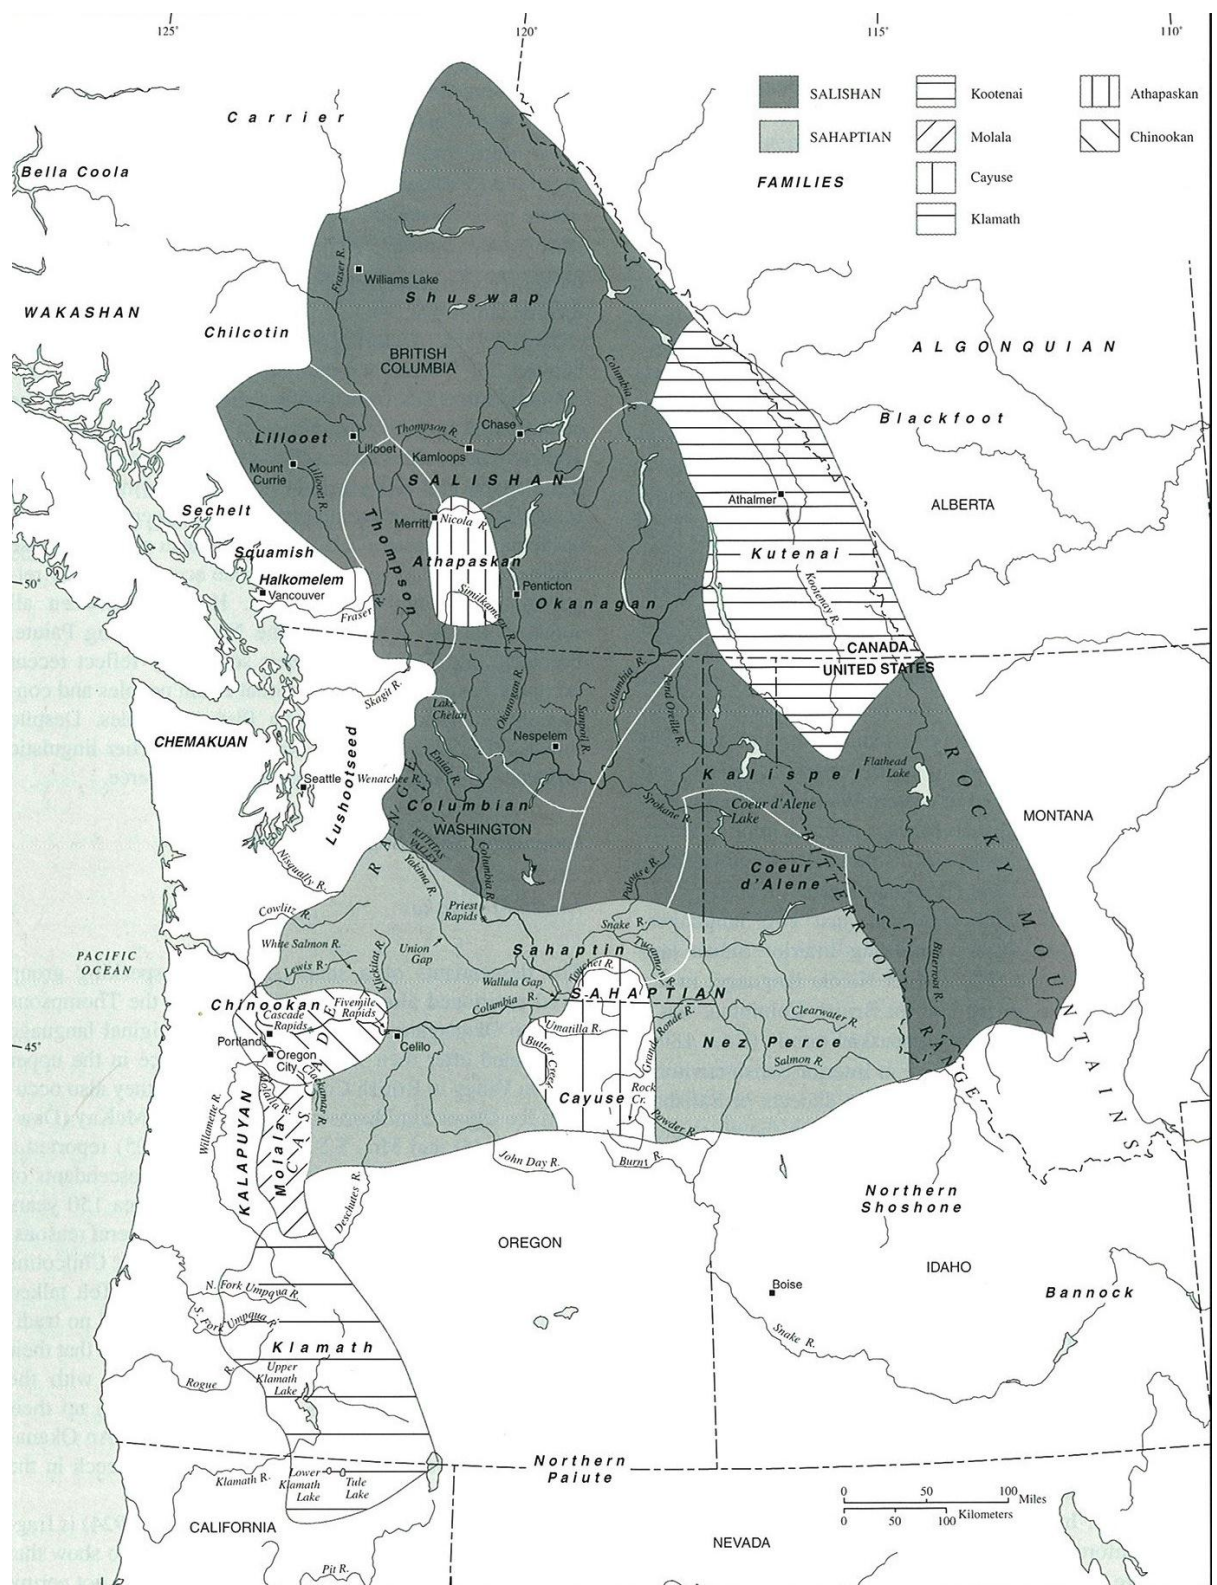 125°
120°
115°
110°
SALISHAN
SAHAPTIAN
FAMILIES
Kootenai
Molala
Cayuse
Klamath
Athapaskan
Chinookan
Carrier
Bella Coola
WAKASHAN
Chilcotin
Fraser R.
Williams Lake
Shuswap
BRITISH
COLUMBIA
Columbia R.
ALGONQUIAN
Blackfoot
ALBERTA
Lillooet
Lillooet
Mount
Currie
Lillooet R.
Thompson R.
Kamloops
Chase
SALISHAN
Sechelt
Squamish
Halkomelem
Vancouver
50°
Fraser R.
Thompson
Merritt
Nicola R.
Athapaskan
Similkameen R.
Penticton
Okanagan
Athalmer
Kutenai
Kootenay R.
CANADA
UNITED STATES
Skagit R.
CHEMAKUAN
Lushootseed
Seattle
Lake
Chelan
Okanogan R.
Sanpoil R.
Columbia R.
Pend Oreille R.
Nespelem
Entiat R.
Wenatchee R.
Columbian
WASHINGTON
Kalispel
Flathead
Lake
Spokane R.
Coeur d'Alene
Lake
Coeur
d'Alene
ROCKY MOUNTAINS
MONTANA
BITTERROOT RANGE
Bitterroot R.
Nisqually R.
CASCADE RANGE
KITTITAS
VALLEY
Yakima R.
Columbia R.
Palouse R.
Cowlitz R.
Priest
Rapids
Snake R.
White Salmon R.
Lewis R.
Klickitat R.
Union
Gap
Sahaptin
Touchet R.
Tucannon R.
Wallula Gap
SAHAPTIAN
PACIFIC
OCEAN
Chinookan
Cascade
Rapids
Fivemile
Rapids
Columbia R.
Umatilla R.
Clearwater R.
45°
Portland
Oregon
City
Celilo
Butter Creek
Grande Ronde R.
Nez Perce
Salmon R.
Molalla R.
Clackamas R.
Cayuse
Rock
Cr.
Powder R.
Willamette R.
KALAPUYAN
Molala
Deschutes R.
John Day R.
Burnt R.
Northern
Shoshone
OREGON
IDAHO
Boise
Bannock
Snake R.
N. Fork Umpqua R.
S. Fork Umpqua R.
Klamath
Upper
Klamath
Lake
Rogue R.
Klamath R.
Lower
Klamath
Lake
Tule
Lake
Northern
Paiute
CALIFORNIA
NEVADA
Pit R.
0 50 100 Miles
0 50 100 Kilometers